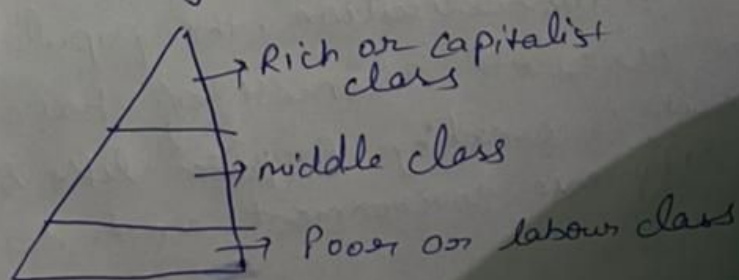 Rich or capitalist
class
middle class
Poor or labour class